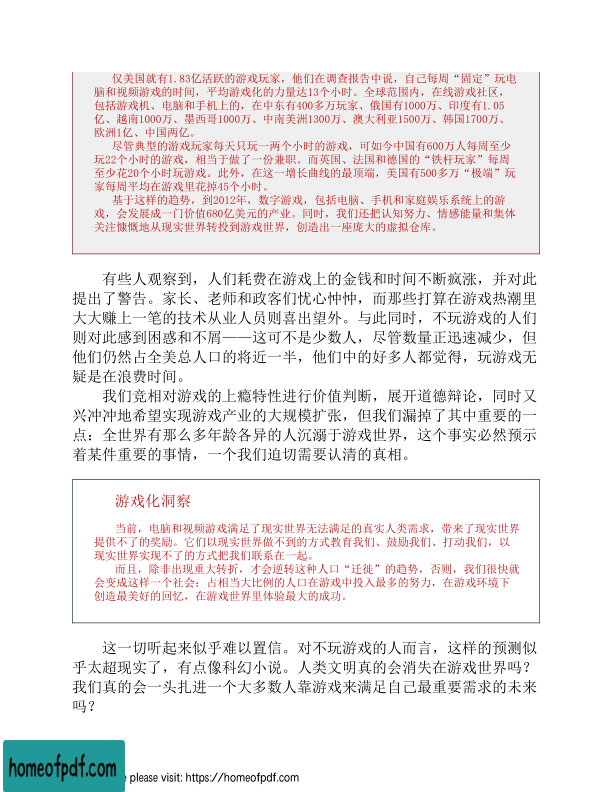 仅美国就有1.83亿活跃的游戏玩家，他们在调查报告中说，自己每周“固定”玩电
脑和视频游戏的时间，平均游戏化的力量达13个小时。全球范围内，在线游戏社区，
包括游戏机、电脑和手机上的，在中东有400多万玩家、俄国有1000万、印度有1.05
亿、越南1000万、墨西哥1000万、中南美洲1300万、澳大利亚1500万、韩国1700万、
欧洲1亿、中国两亿。
尽管典型的游戏玩家每天只玩一两个小时的游戏，可如今中国有600万人每周至少
玩22个小时的游戏，相当于做了一份兼职。而英国、法国和德国的“铁杆玩家”每周
至少花20个小时玩游戏。此外，在这一增长曲线的最顶端，美国有500多万“极端”玩
家每周平均在游戏里花掉45个小时。
基于这样的趋势，到2012年，数字游戏，包括电脑、手机和家庭娱乐系统上的游
戏，会发展成一门价值680亿美元的产业。同时，我们还把认知努力、情感能量和集体
关注慷慨地从现实世界转投到游戏世界，创造出一座庞大的虚拟仓库。
有些人观察到，人们耗费在游戏上的金钱和时间不断疯涨，并对此
提出了警告。家长、老师和政客们忧心忡忡，而那些打算在游戏热潮里
大大赚上一笔的技术从业人员则喜出望外。与此同时，不玩游戏的人们
则对此感到困惑和不屑——这可不是少数人，尽管数量正迅速减少，但
他们仍然占全美总人口的将近一半，他们中的好多人都觉得，玩游戏无
疑是在浪费时间。
我们竞相对游戏的上瘾特性进行价值判断，展开道德辩论，同时又
兴冲冲地希望实现游戏产业的大规模扩张，但我们漏掉了其中重要的一
点：全世界有那么多年龄各异的人沉溺于游戏世界，这个事实必然预示
着某件重要的事情，一个我们迫切需要认清的真相。
游戏化洞察
当前，电脑和视频游戏满足了现实世界无法满足的真实人类需求，带来了现实世界
提供不了的奖励。它们以现实世界做不到的方式教育我们、鼓励我们、打动我们，以
现实世界实现不了的方式把我们联系在一起。
而且，除非出现重大转折，才会逆转这种人口“迁徙”的趋势，否则，我们很快就
会变成这样一个社会：占相当大比例的人口在游戏中投入最多的努力，在游戏环境下
创造最美好的回忆，在游戏世界里体验最大的成功。
这一切听起来似乎难以置信。对不玩游戏的人而言，这样的预测似
乎太超现实了，有点像科幻小说。人类文明真的会消失在游戏世界吗？
我们真的会一头扎进一个大多数人靠游戏来满足自己最重要需求的未来
吗？
homeofpdf.com
e please visit: https://homeofpdf.com